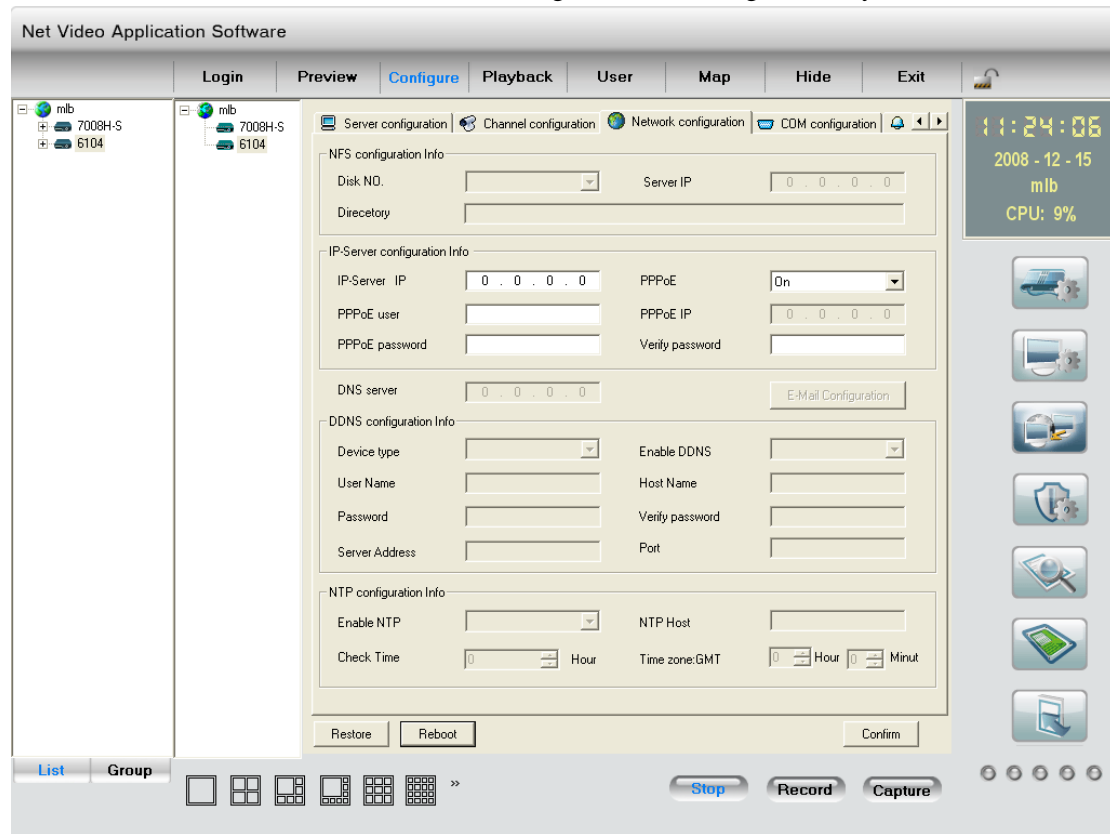 Net Video Application Software
Login Preview Configure Playback User Map Hide Exit
mlb
7008H-S
6104
mlb
7008H-S
6104
Server configuration Channel configuration Network configuration COM configuration
NFS configuration Info
Disk NO. Server IP 0 . 0 . 0 . 0
Direcetory
IP-Server configuration Info
IP-Server IP 0 . 0 . 0 . 0 PPPoE On
PPPoE user PPPoE IP 0 . 0 . 0 . 0
PPPoE password Verify password
DNS server 0 . 0 . 0 . 0 E-Mail Configuration
DDNS configuration Info
Device type Enable DDNS
User Name Host Name
Password Verify password
Server Address Port
NTP configuration Info
Enable NTP NTP Host
Check Time 0 Hour Time zone:GMT 0 Hour 0 Minut
Restore Reboot Confirm
11:24:06
2008 - 12 - 15
mlb
CPU: 9%
List Group
» Stop Record Capture